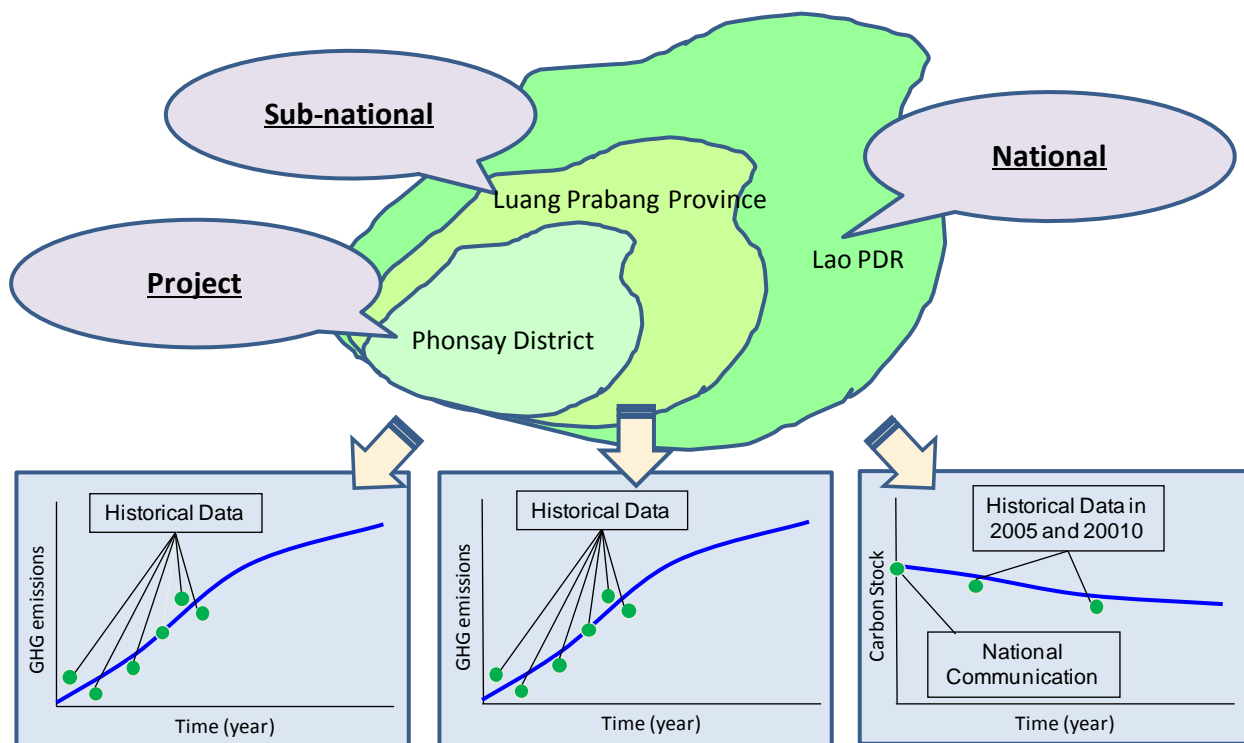 Sub-national
National
Luang Prabang Province
Lao PDR
Project
Phonsay District
Historical Data
GHG emissions
Time (year)
Historical Data
GHG emissions
Time (year)
Historical Data in
2005 and 20010
Carbon Stock
National
Communication
Time (year)